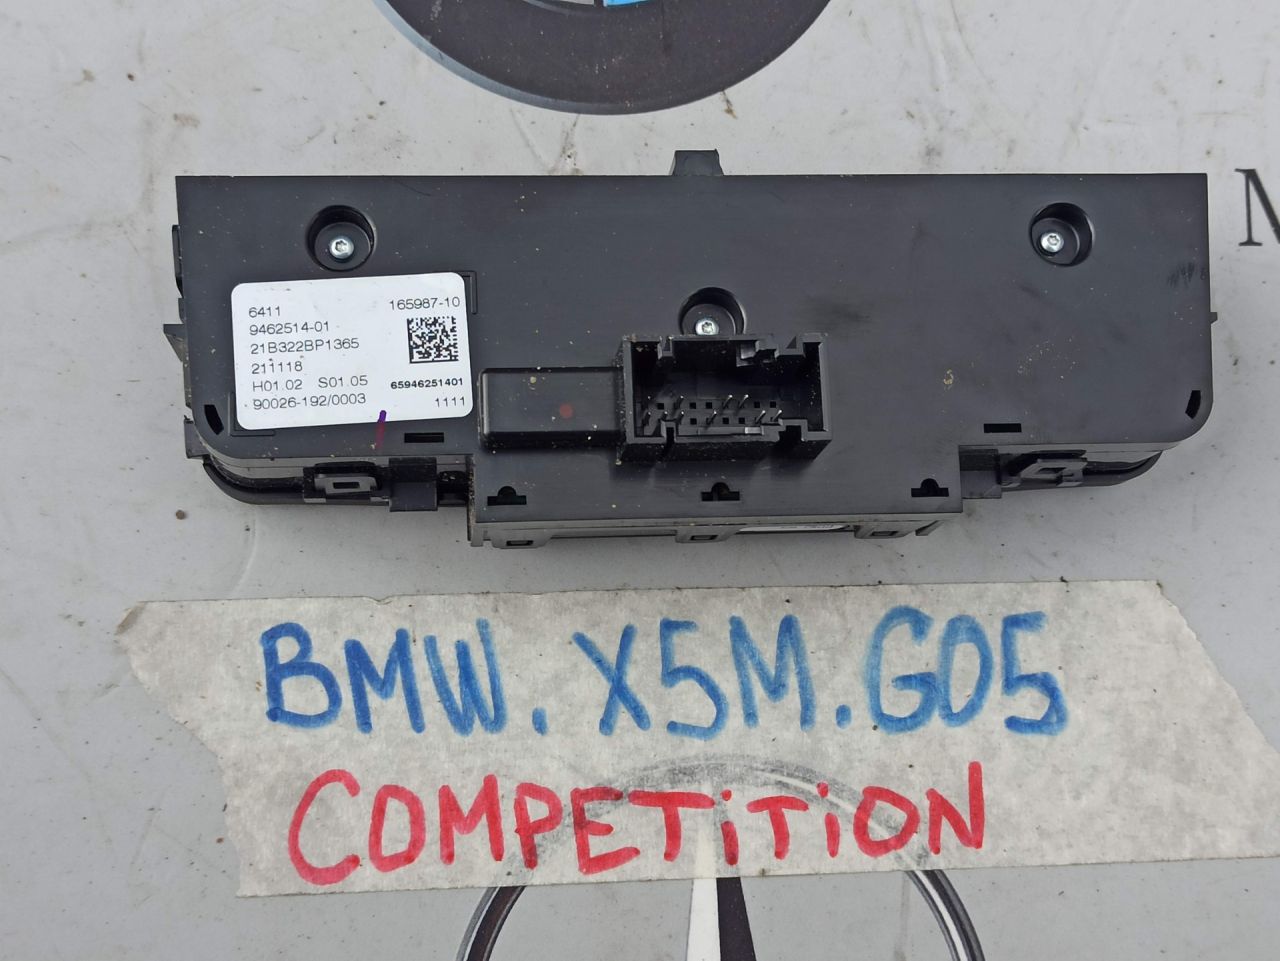 6411 165987-10
9462514-01
21B322BP1365
211118
H01.02 S01.05 65946251401
90026-192/0003 1111
BMW. X5M.G05
COMPETITION
M